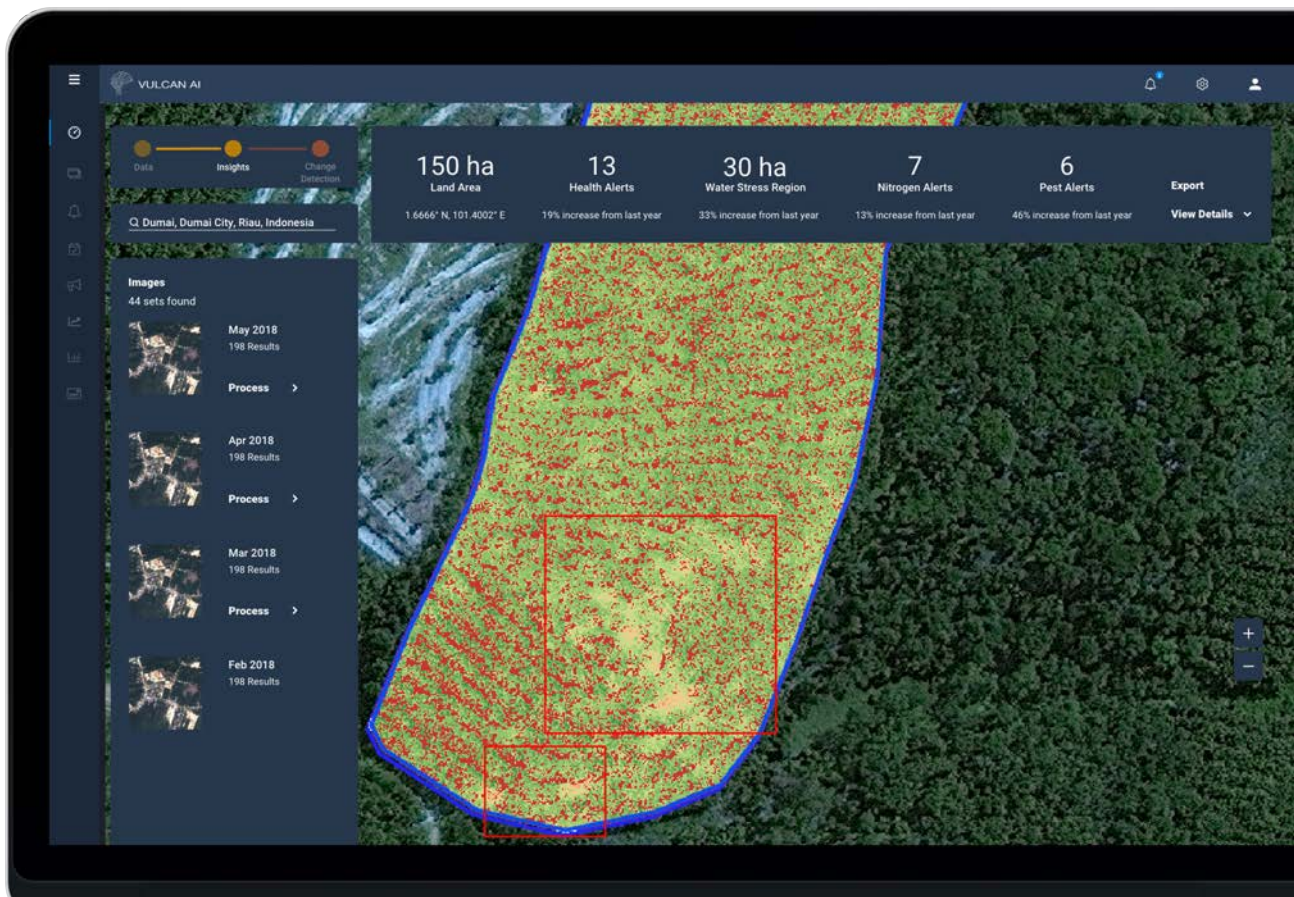 VULCAN AI
Data
Insights
Change
Detection
Dumai, Dumai City, Riau, Indonesia
150 ha
Land Area
1.6666° N, 101.4002° E
13
Health Alerts
19% increase from last year
30 ha
Water Stress Region
33% increase from last year
7
Nitrogen Alerts
13% increase from last year
6
Pest Alerts
46% increase from last year
Export
View Details
Images
44 sets found
May 2018
198 Results
Process
Apr 2018
198 Results
Process
Mar 2018
198 Results
Process
Feb 2018
198 Results